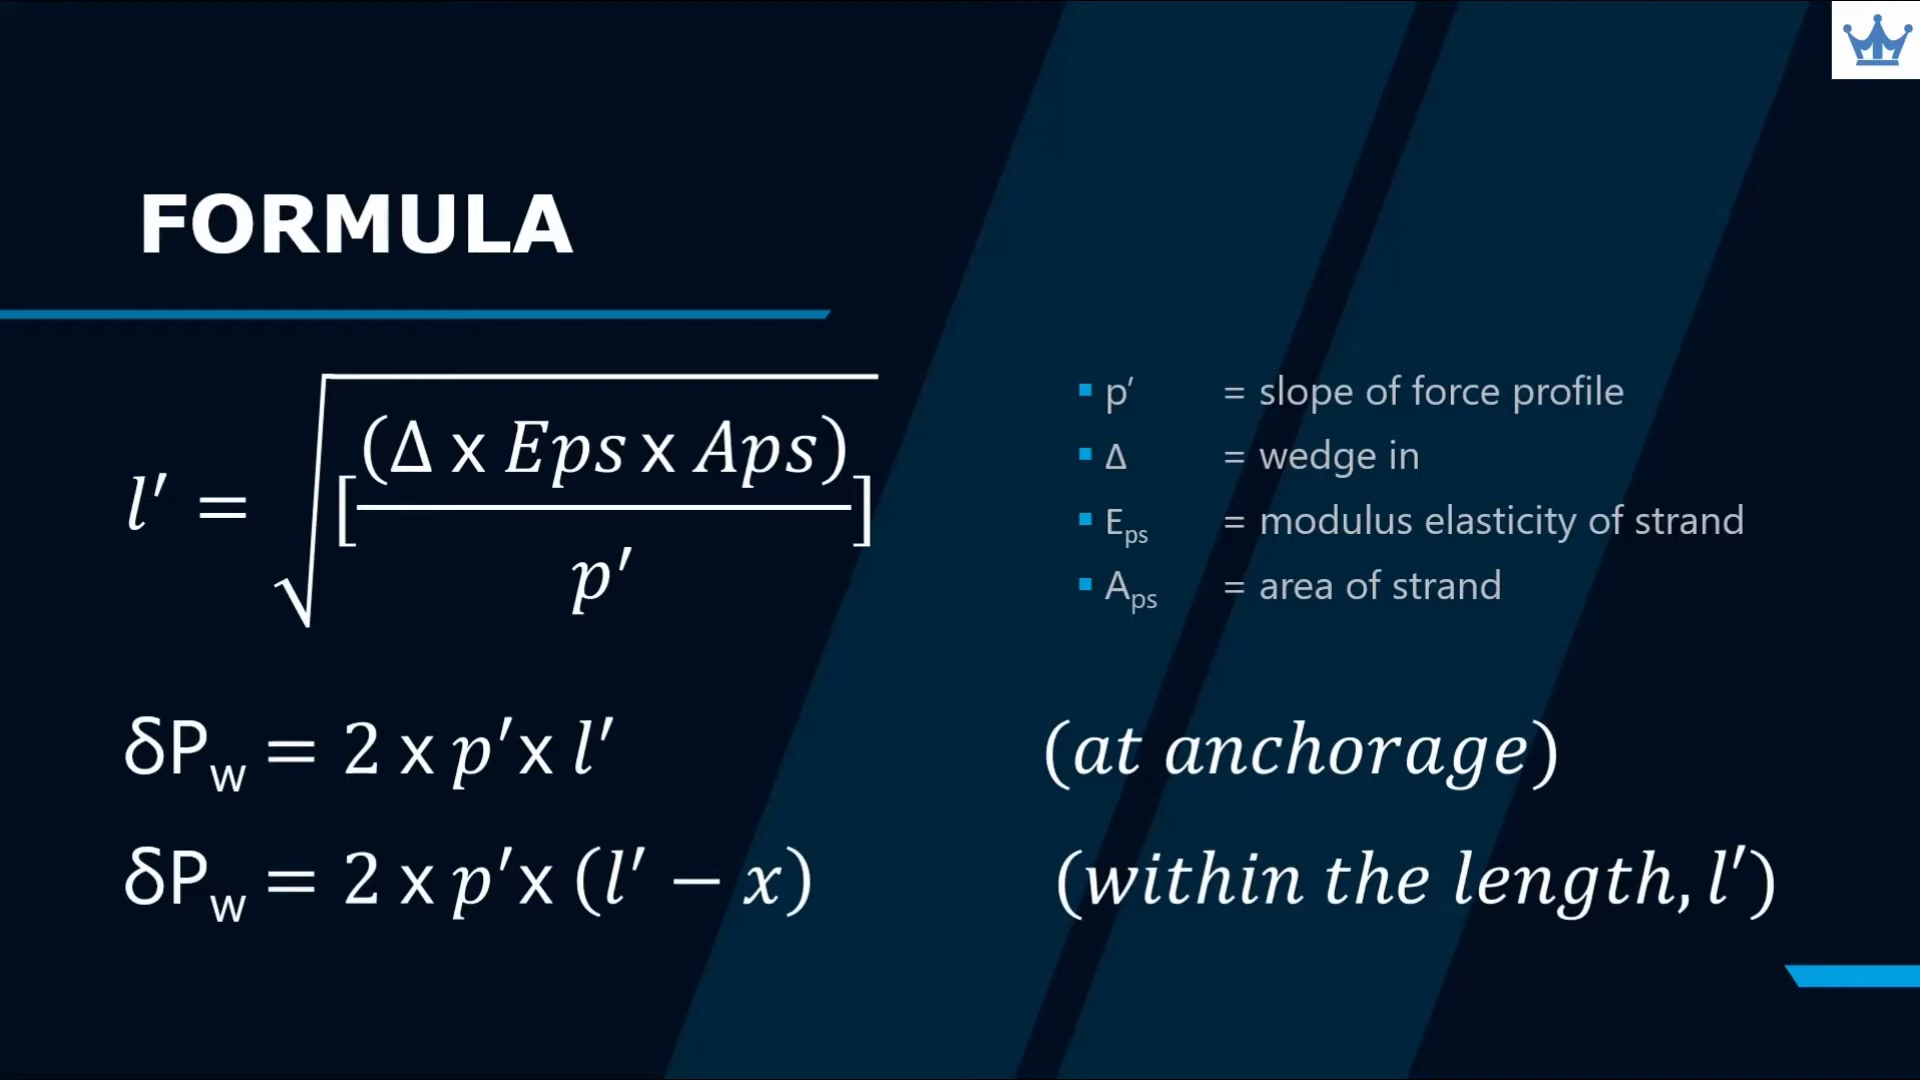 FORMULA
l′ = √[(Δ x Eps x Aps)/p′]
▪ p′ = slope of force profile
▪ Δ = wedge in
▪ Eps = modulus elasticity of strand
▪ Aps = area of strand
δPw = 2 x p′x l′ (at anchorage)
δPw = 2 x p′x (l′ − x) (within the length, l′)